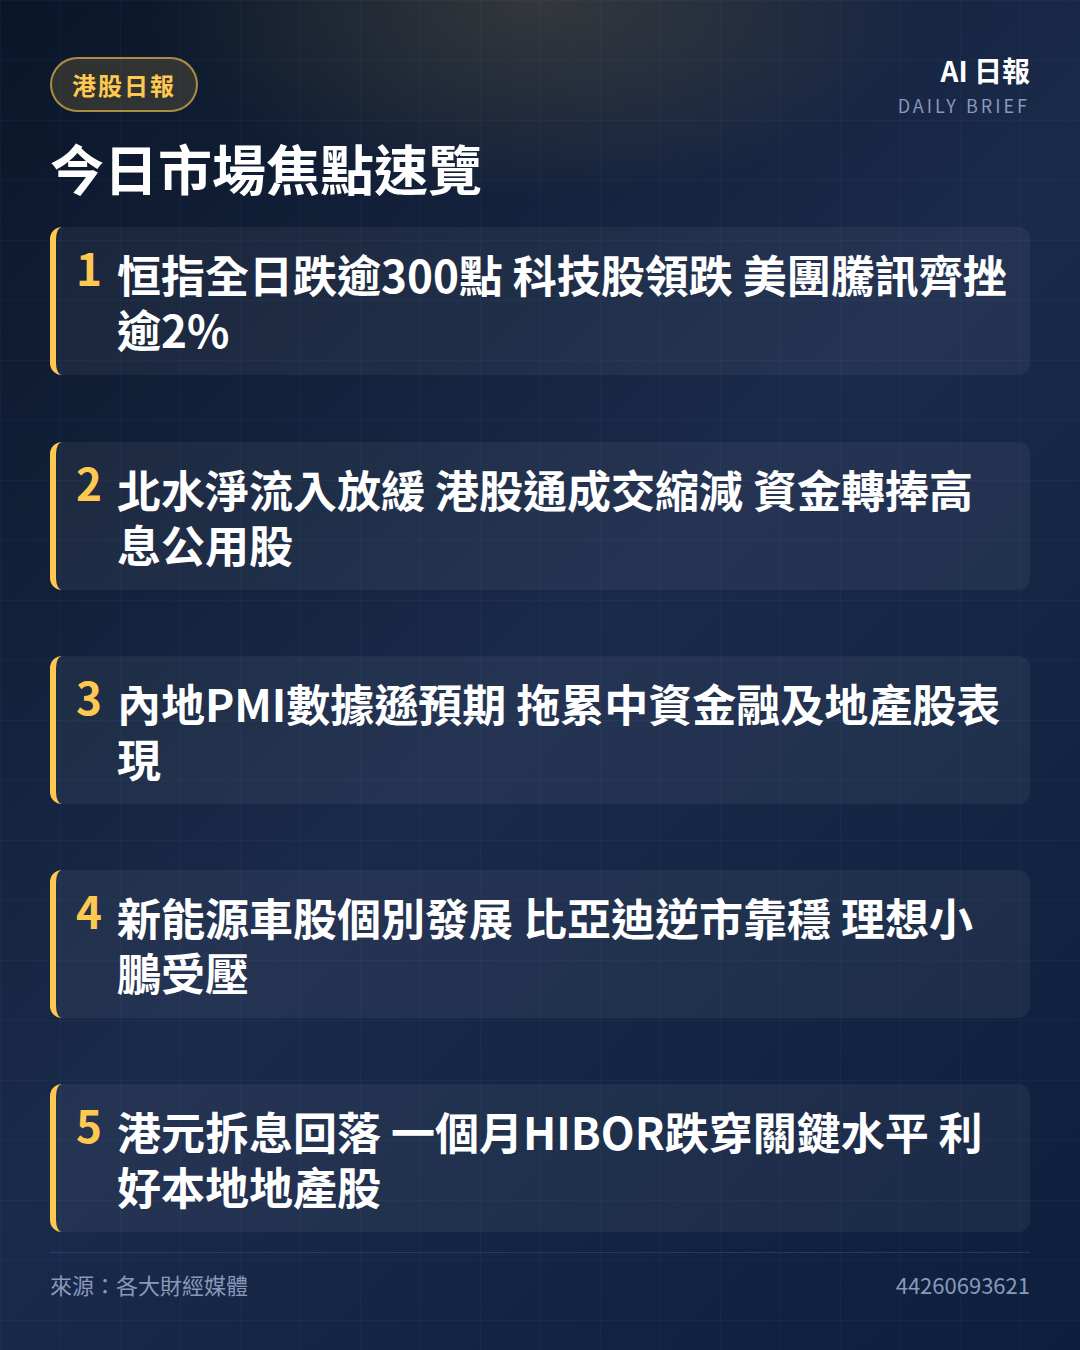 港股日報
AI 日報
DAILY BRIEF
今日市場焦點速覽
1 恒指全日跌逾300點 科技股領跌 美團騰訊齊挫
逾2%
2 北水淨流入放緩 港股通成交縮減 資金轉捧高
息公用股
3 內地PMI數據遜預期 拖累中資金融及地產股表
現
4 新能源車股個別發展 比亞迪逆市靠穩 理想小
鵬受壓
5 港元拆息回落 一個月HIBOR跌穿關鍵水平 利
好本地地產股
來源：各大財經媒體
44260693621